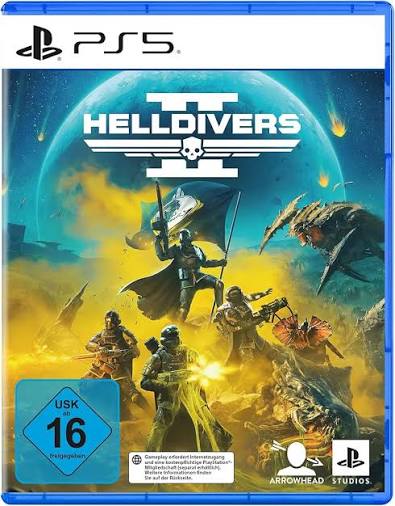 PS5
HELLDIVERS™
II
USK
ab
16
freigegeben
Gameplay erfordert Internetzugang
und eine kostenpflichtige PlayStation®-
Mitgliedschaft (separat erhältlich).
Weitere Informationen finden
Sie auf der Rückseite.
ARROWHEAD
STUDIOS